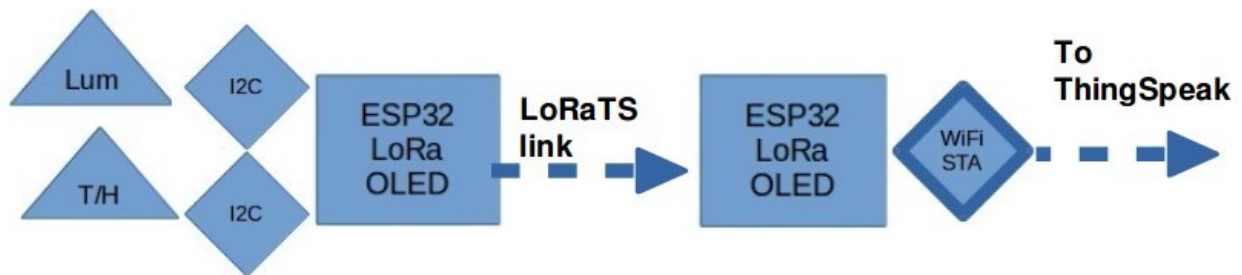 Lum
I2C
T/H
I2C
ESP32
LoRa
OLED
LoRaTS
link
ESP32
LoRa
OLED
WiFi
STA
To
ThingSpeak